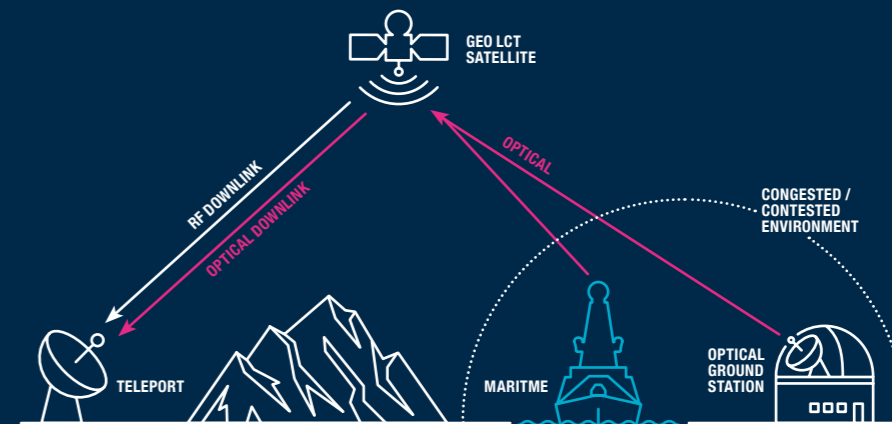 GEO LCT
SATELLITE
RF DOWNLINK
OPTICAL DOWNLINK
OPTICAL
CONGESTED /
CONTESTED
ENVIRONMENT
TELEPORT
MARITME
OPTICAL
GROUND
STATION